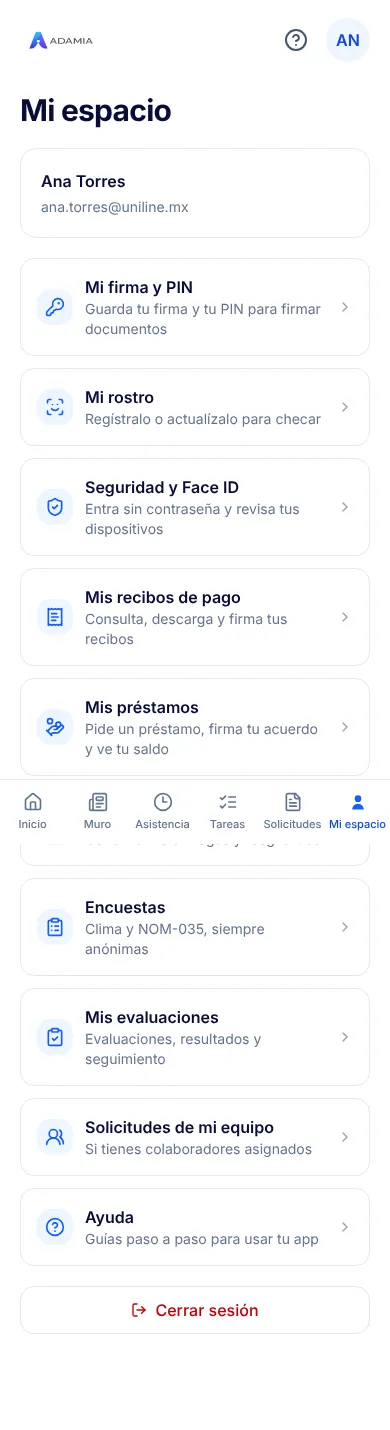 ADAMIA
AN
Mi espacio
Ana Torres
ana.torres@uniline.mx
Mi firma y PIN
Guarda tu firma y tu PIN para firmar
documentos
Mi rostro
Regístralo o actualízalo para checar
Seguridad y Face ID
Entra sin contraseña y revisa tus
dispositivos
Mis recibos de pago
Consulta, descarga y firma tus
recibos
Mis préstamos
Pide un préstamo, firma tu acuerdo
y ve tu saldo
Inicio
Muro
Asistencia
Tareas
Solicitudes
Mi espacio
Encuestas
Clima y NOM-035, siempre
anónimas
Mis evaluaciones
Evaluaciones, resultados y
seguimiento
Solicitudes de mi equipo
Si tienes colaboradores asignados
Ayuda
Guías paso a paso para usar tu app
Cerrar sesión